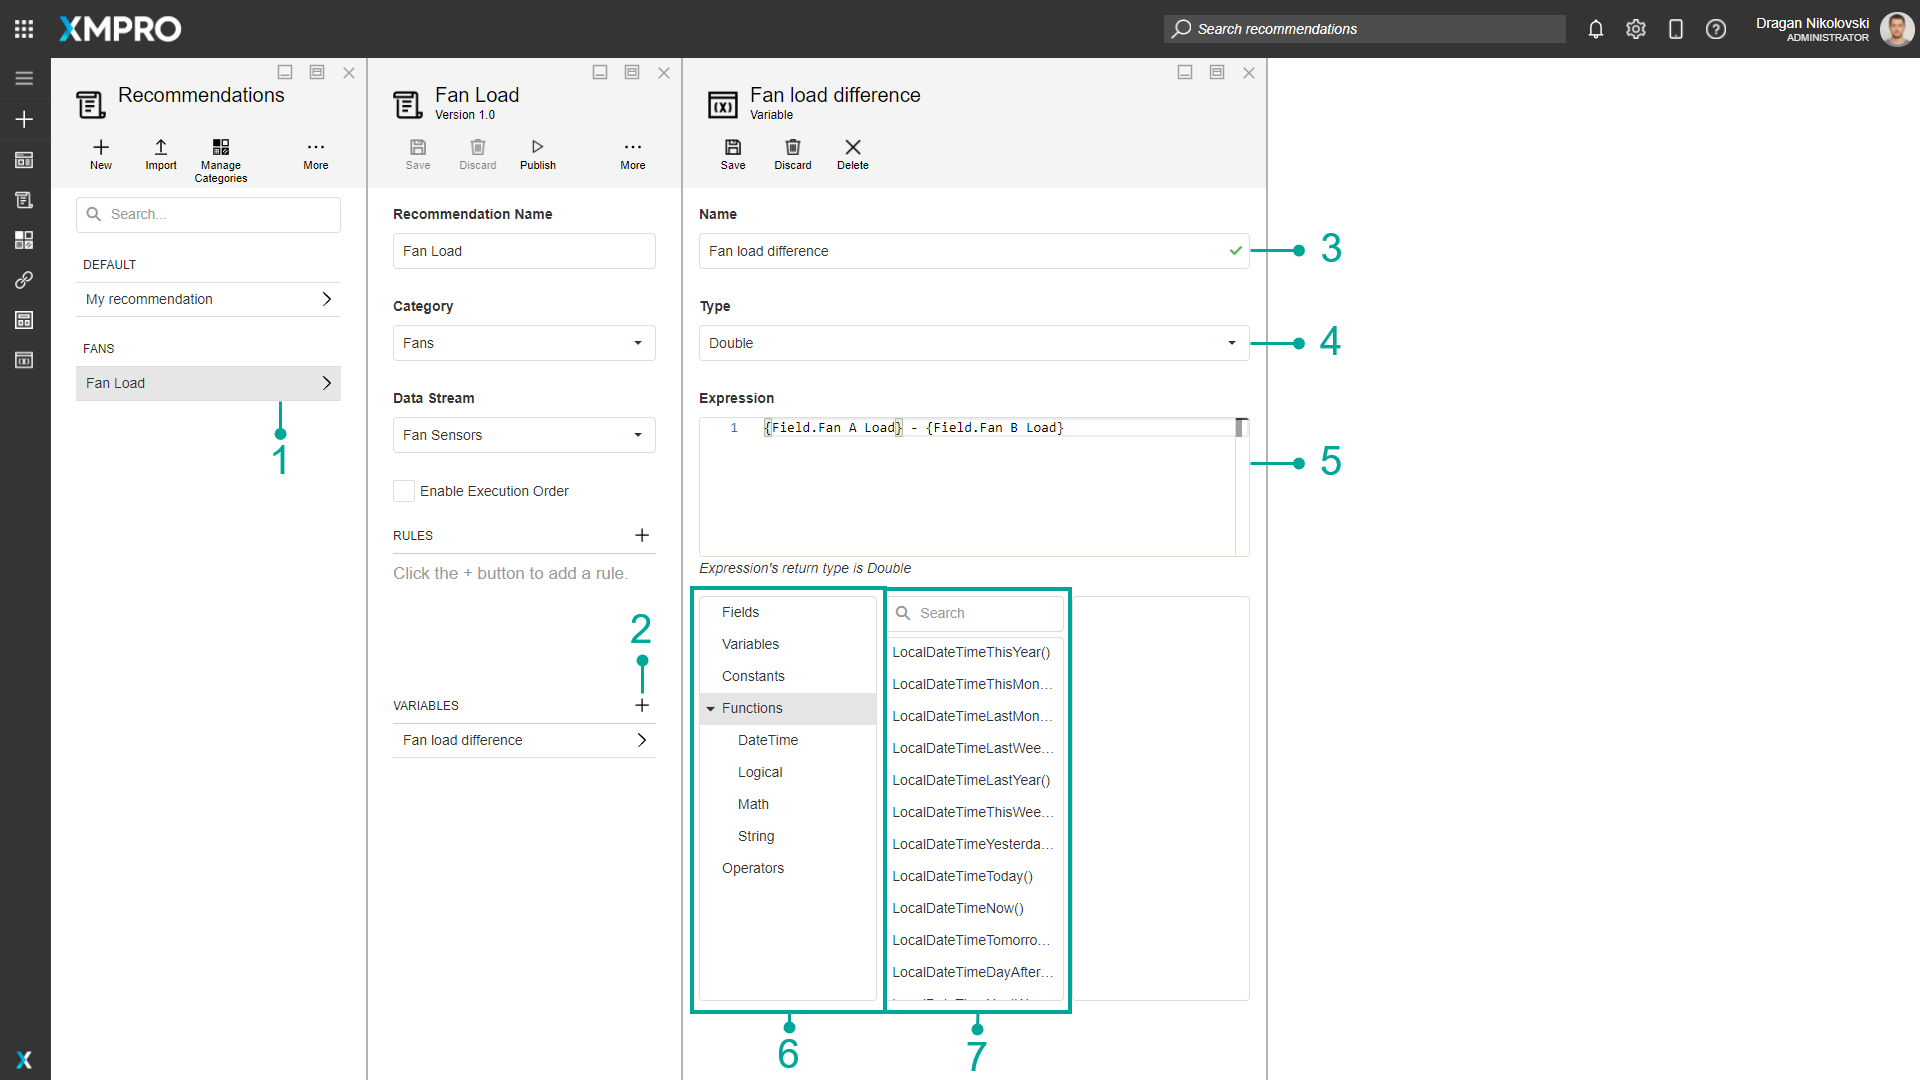 XMPRO
Search recommendations
Dragan Nikolovski
ADMINISTRATOR
Recommendations
New
Import
Manage
Categories
More
Search...
DEFAULT
My recommendation
FANS
Fan Load
1
Fan Load
Version 1.0
Save
Discard
Publish
More
Recommendation Name
Fan Load
Category
Fans
Data Stream
Fan Sensors
Enable Execution Order
RULES
Click the + button to add a rule.
2
VARIABLES
Fan load difference
Fan load difference
Variable
Save
Discard
Delete
Name
Fan load difference
3
Type
Double
4
Expression
1 {Field.Fan A Load} - {Field.Fan B Load}
5
Expression's return type is Double
Fields
Variables
Constants
Functions
DateTime
Logical
Math
String
Operators
6
Search
LocalDateTimeThisYear()
LocalDateTimeThisMon...
LocalDateTimeLastMon...
LocalDateTimeLastWee...
LocalDateTimeLastYear()
LocalDateTimeThisWee...
LocalDateTimeYesterda...
LocalDateTimeToday()
LocalDateTimeNow()
LocalDateTimeTomorro...
LocalDateTimeDayAfter...
7